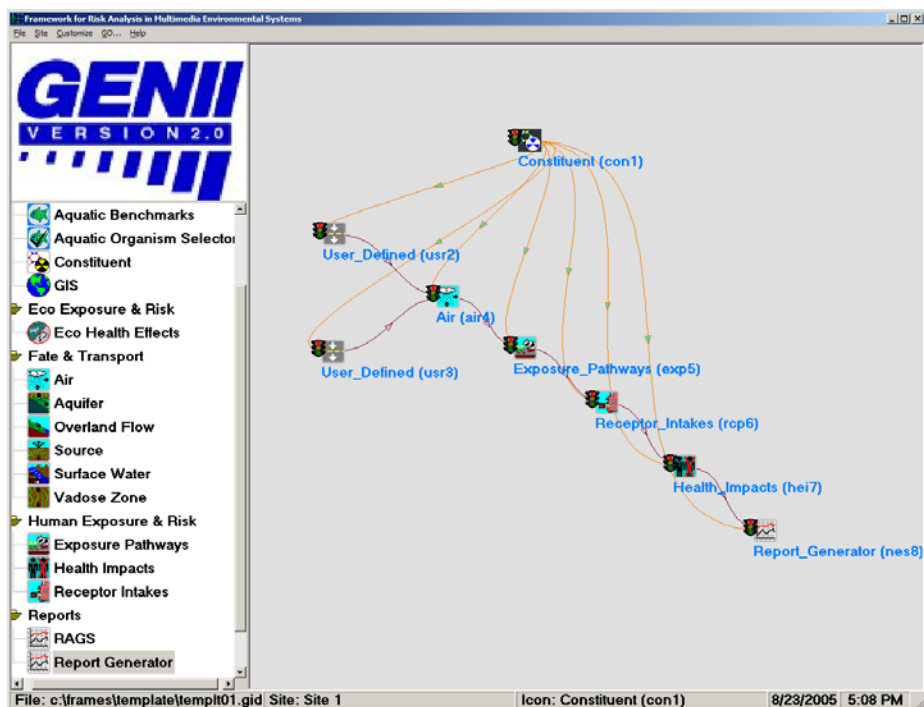 Framework for Risk Analysis in Multimedia Environmental Systems
File Site Customize GO... Help
GENII
VERSION 2.0
Aquatic Benchmarks
Aquatic Organism Selector
Constituent
GIS
Eco Exposure & Risk
Eco Health Effects
Fate & Transport
Air
Aquifer
Overland Flow
Source
Surface Water
Vadose Zone
Human Exposure & Risk
Exposure Pathways
Health Impacts
Receptor Intakes
Reports
RAGS
Report Generator
Constituent (con1)
User_Defined (usr2)
Air (air4)
User_Defined (usr3)
Exposure_Pathways (exp5)
Receptor_Intakes (rcp6)
Health_Impacts (hei7)
Report_Generator (nes8)
File: c:\frames\template\templt01.gid Site: Site 1 Icon: Constituent (con1) 8/23/2005 5:08 PM